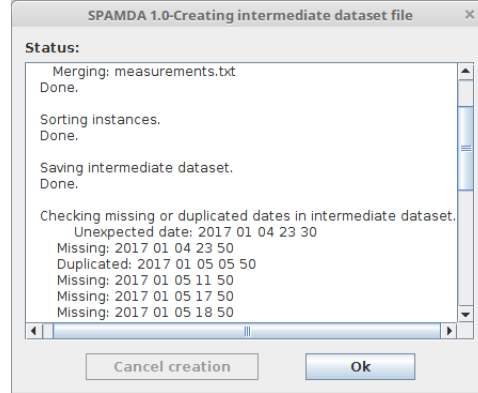 SPAMDA 1.0-Creating intermediate dataset file ×
Status:
Merging: measurements.txt
Done.
Sorting instances.
Done.
Saving intermediate dataset.
Done.
Checking missing or duplicated dates in intermediate dataset.
Unexpected date: 2017 01 04 23 30
Missing: 2017 01 04 23 50
Duplicated: 2017 01 05 05 50
Missing: 2017 01 05 11 50
Missing: 2017 01 05 17 50
Missing: 2017 01 05 18 50
Cancel creation Ok